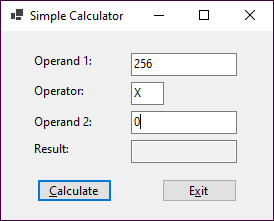 Simple Calculator
Operand 1: 256
Operator: X
Operand 2: 0
Result:
Calculate Exit